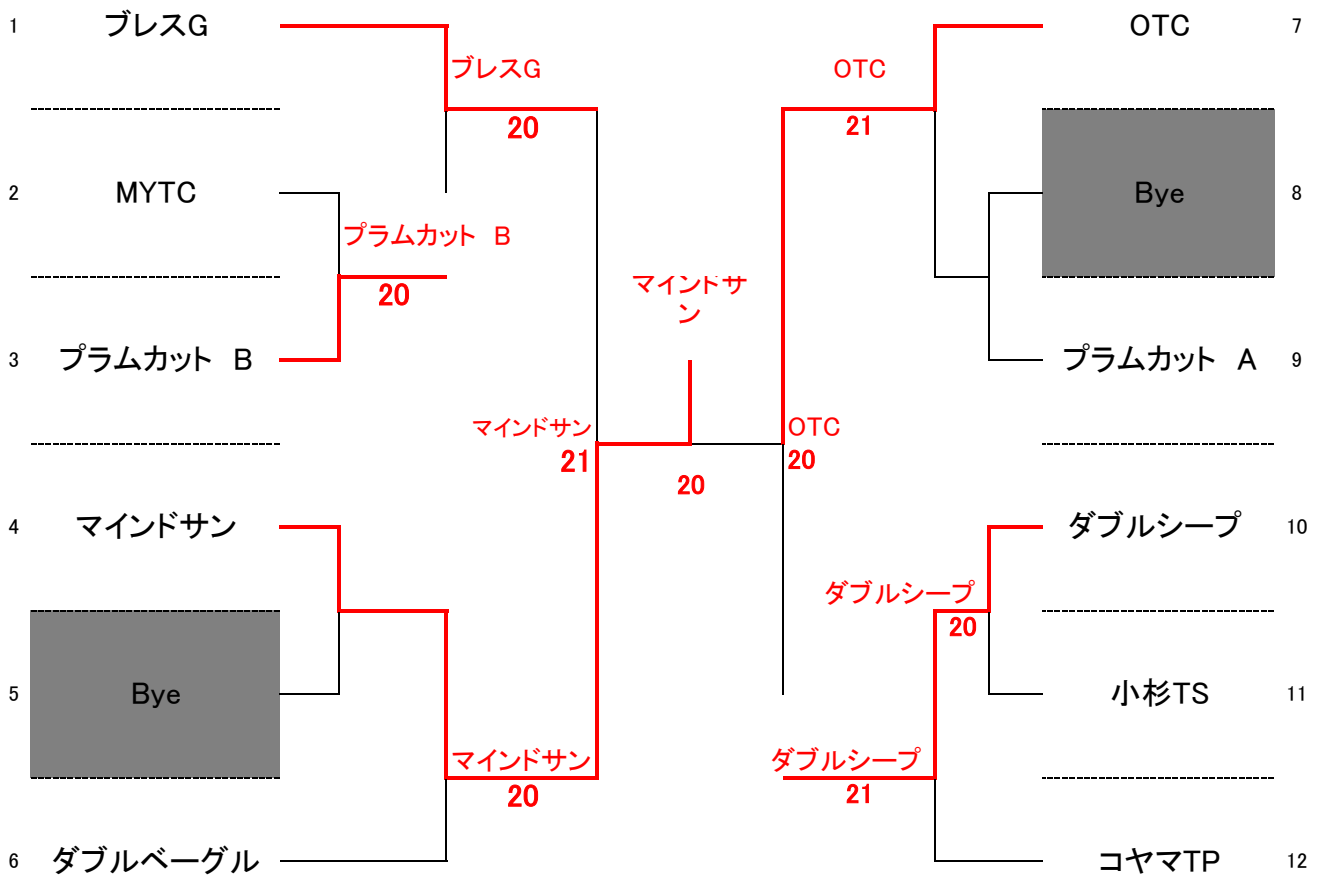 1 ブレスG
ブレスG
20
2 MYTC
プラムカット B
20
3 プラムカット B
4 マインドサン
5 Bye
マインドサン
20
6 ダブルベーグル
マインドサン
21
マインドサ
ン
20
OTC 7
OTC
21
Bye 8
プラムカット A 9
OTC
20
ダブルシープ 10
ダブルシープ
20
小杉TS 11
ダブルシープ
21
コヤマTP 12